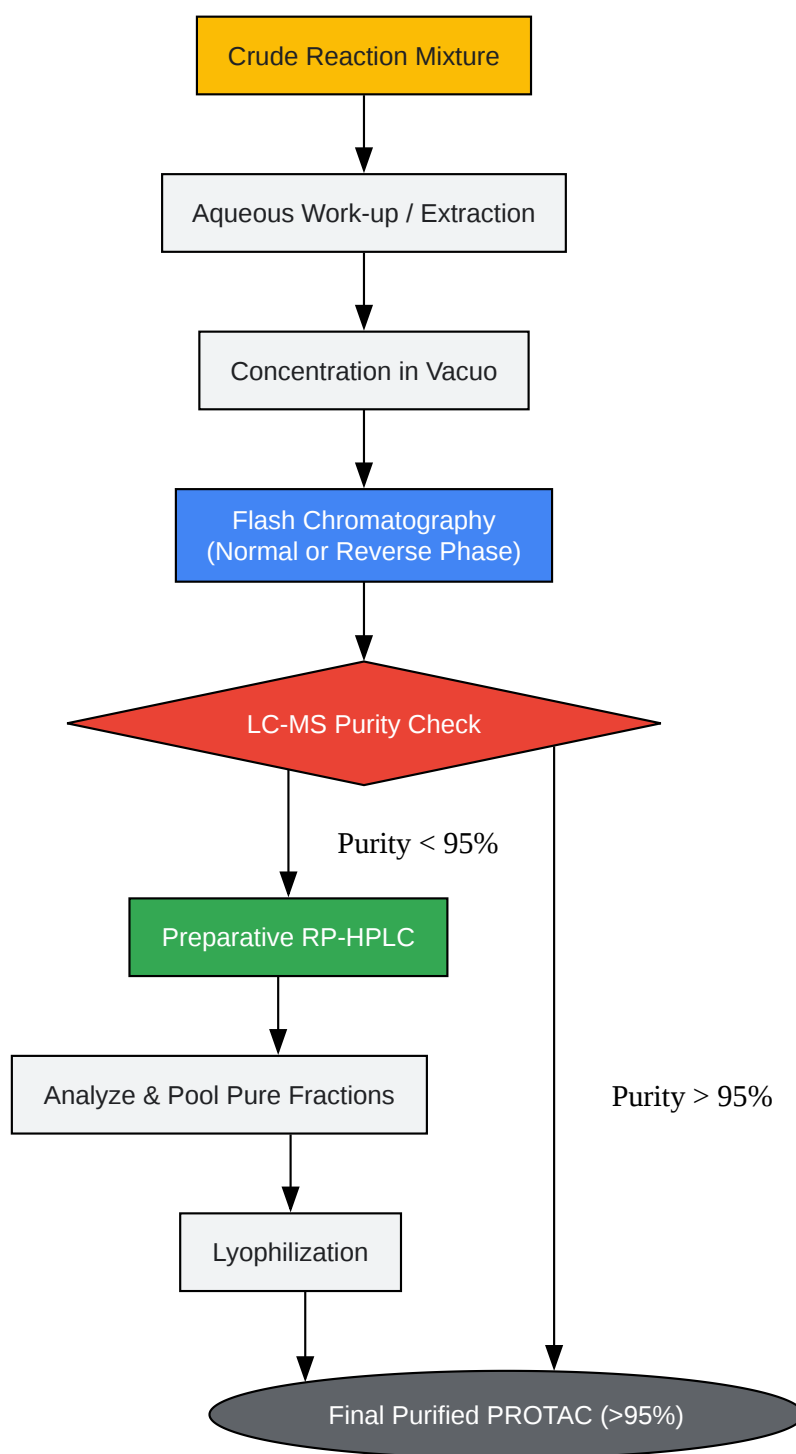 Crude Reaction Mixture
Aqueous Work-up / Extraction
Concentration in Vacuo
Flash Chromatography
(Normal or Reverse Phase)
LC-MS Purity Check
Purity < 95%
Preparative RP-HPLC
Analyze & Pool Pure Fractions
Purity > 95%
Lyophilization
Final Purified PROTAC (>95%)